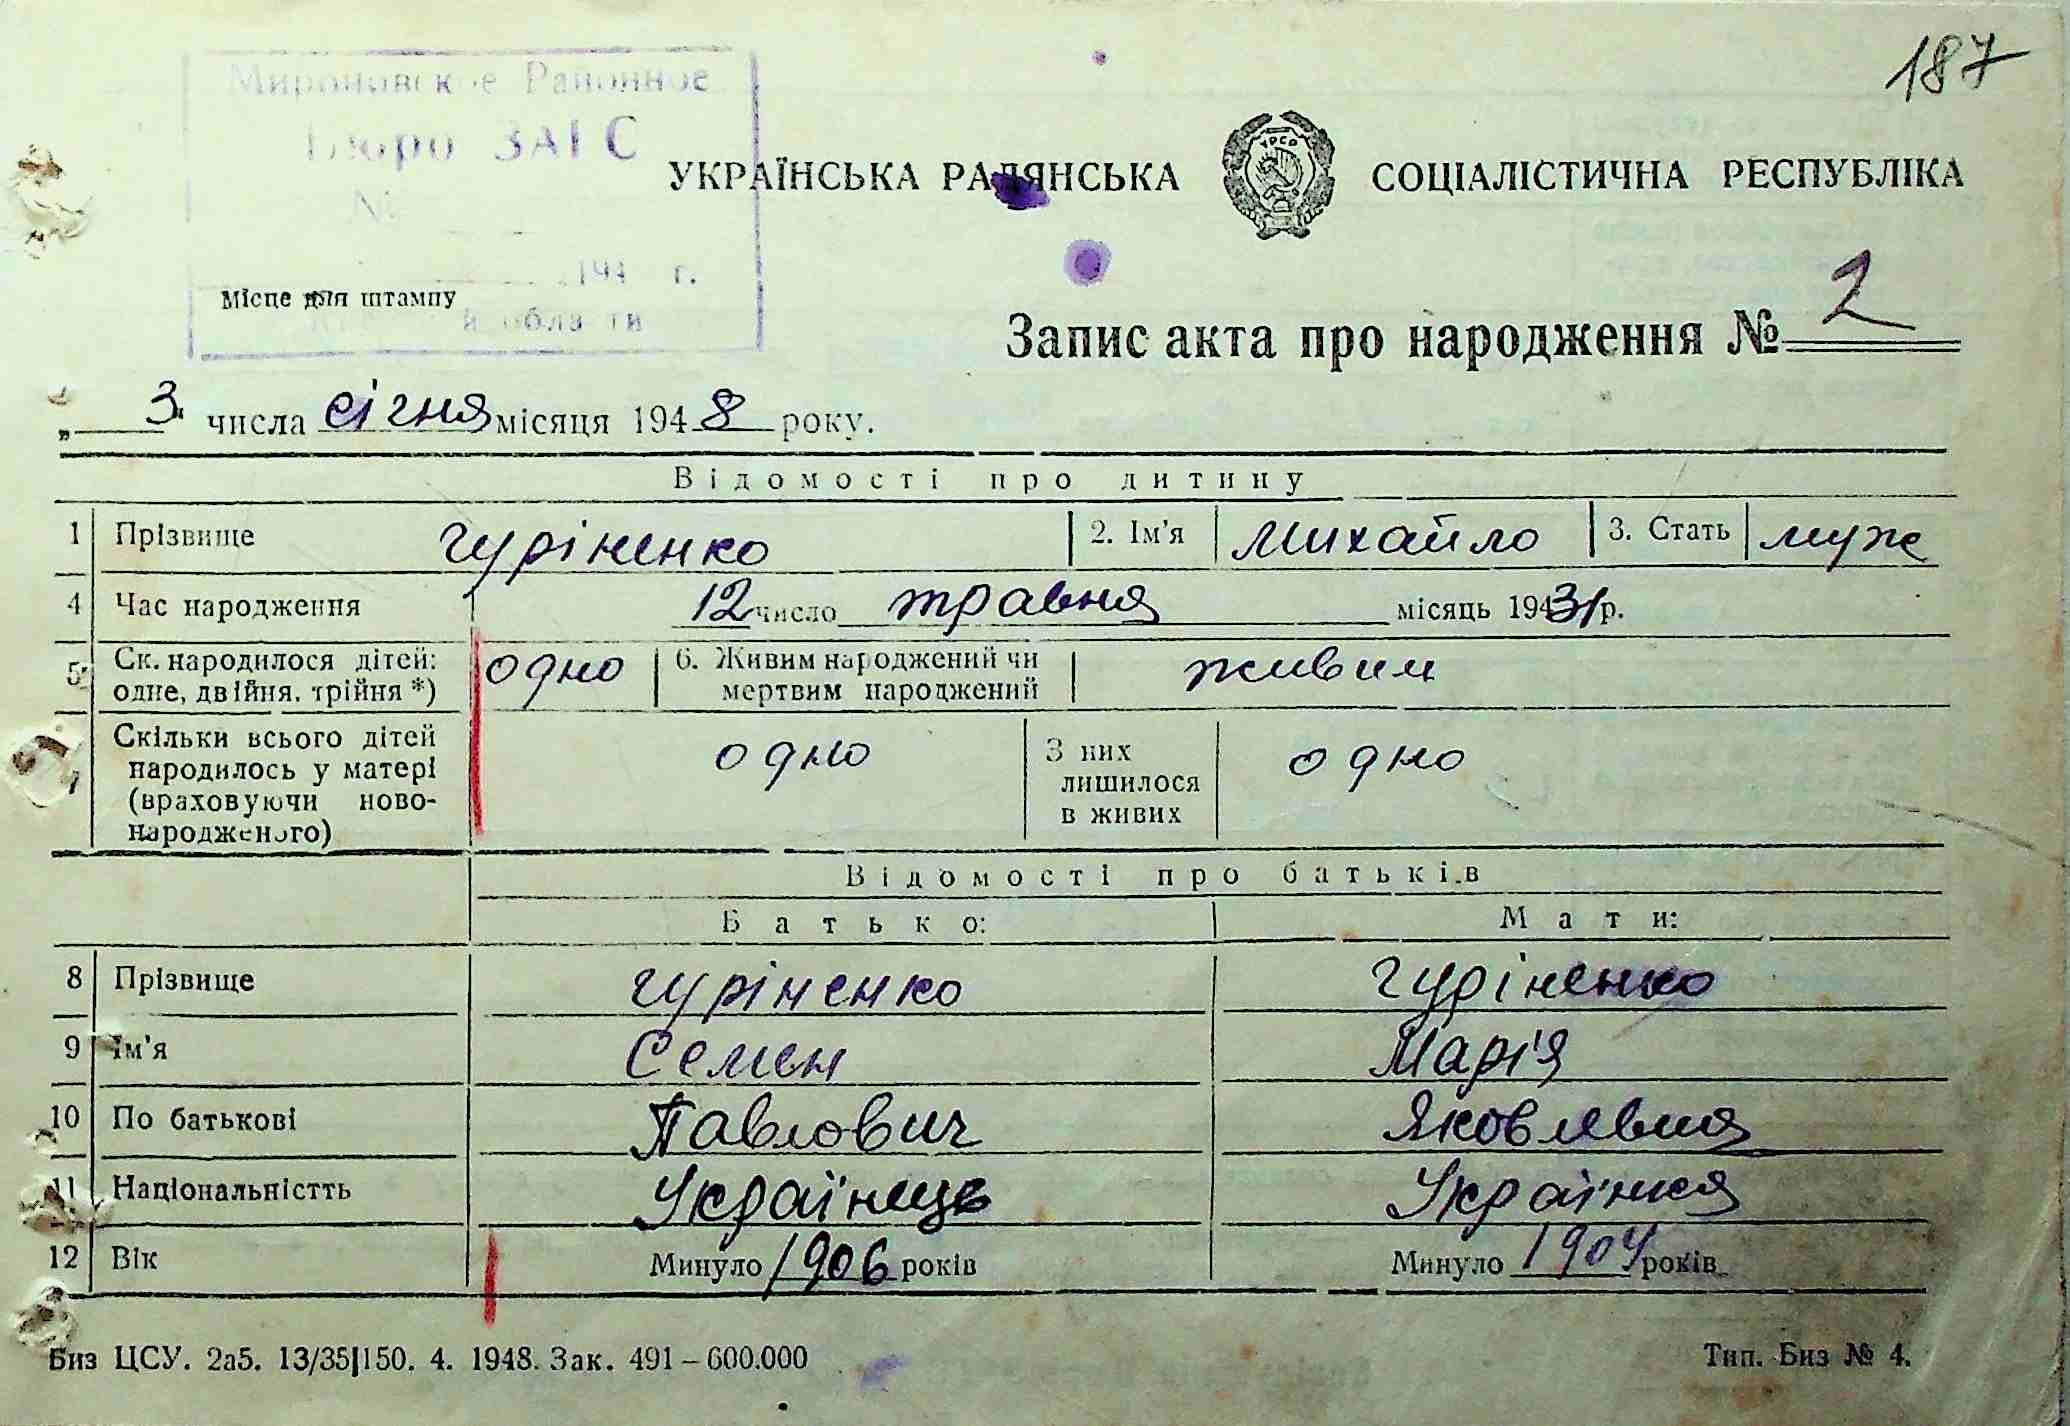 187
Мироновское Районное
Бюро ЗАГС
№
194 г.
й области
Місце для штампу
УКРАЇНСЬКА РАДЯНСЬКА СОЦІАЛІСТИЧНА РЕСПУБЛІКА
УРСР
Запис акта про народження № 2
„ 3 " числа січня місяця 1948 року.
Відомості про дитину
1 Прізвище Гуріненко 2. Ім'я Михайло 3. Стать муж
4 Час народження 12 число травня місяць 1931 р.
5 Ск. народилося дітей: одне, двійня, трійня *) одно 6. Живим народжений чи мертвим народжений живим
7 Скільки всього дітей народилось у матері (враховуючи новонародженого) одно З них лишилося в живих одно
Відомості про батьків
Батько: Мати:
8 Прізвище Гуріненко Гуріненко
9 Ім'я Семен Марія
10 По батькові Павлович Яковлевна
11 Національністть Українець Українка
12 Вік Минуло 1906 років Минуло 1904 років
Биз ЦСУ. 2а5. 13/35|150. 4. 1948. Зак. 491 – 600.000 Тип. Биз № 4.